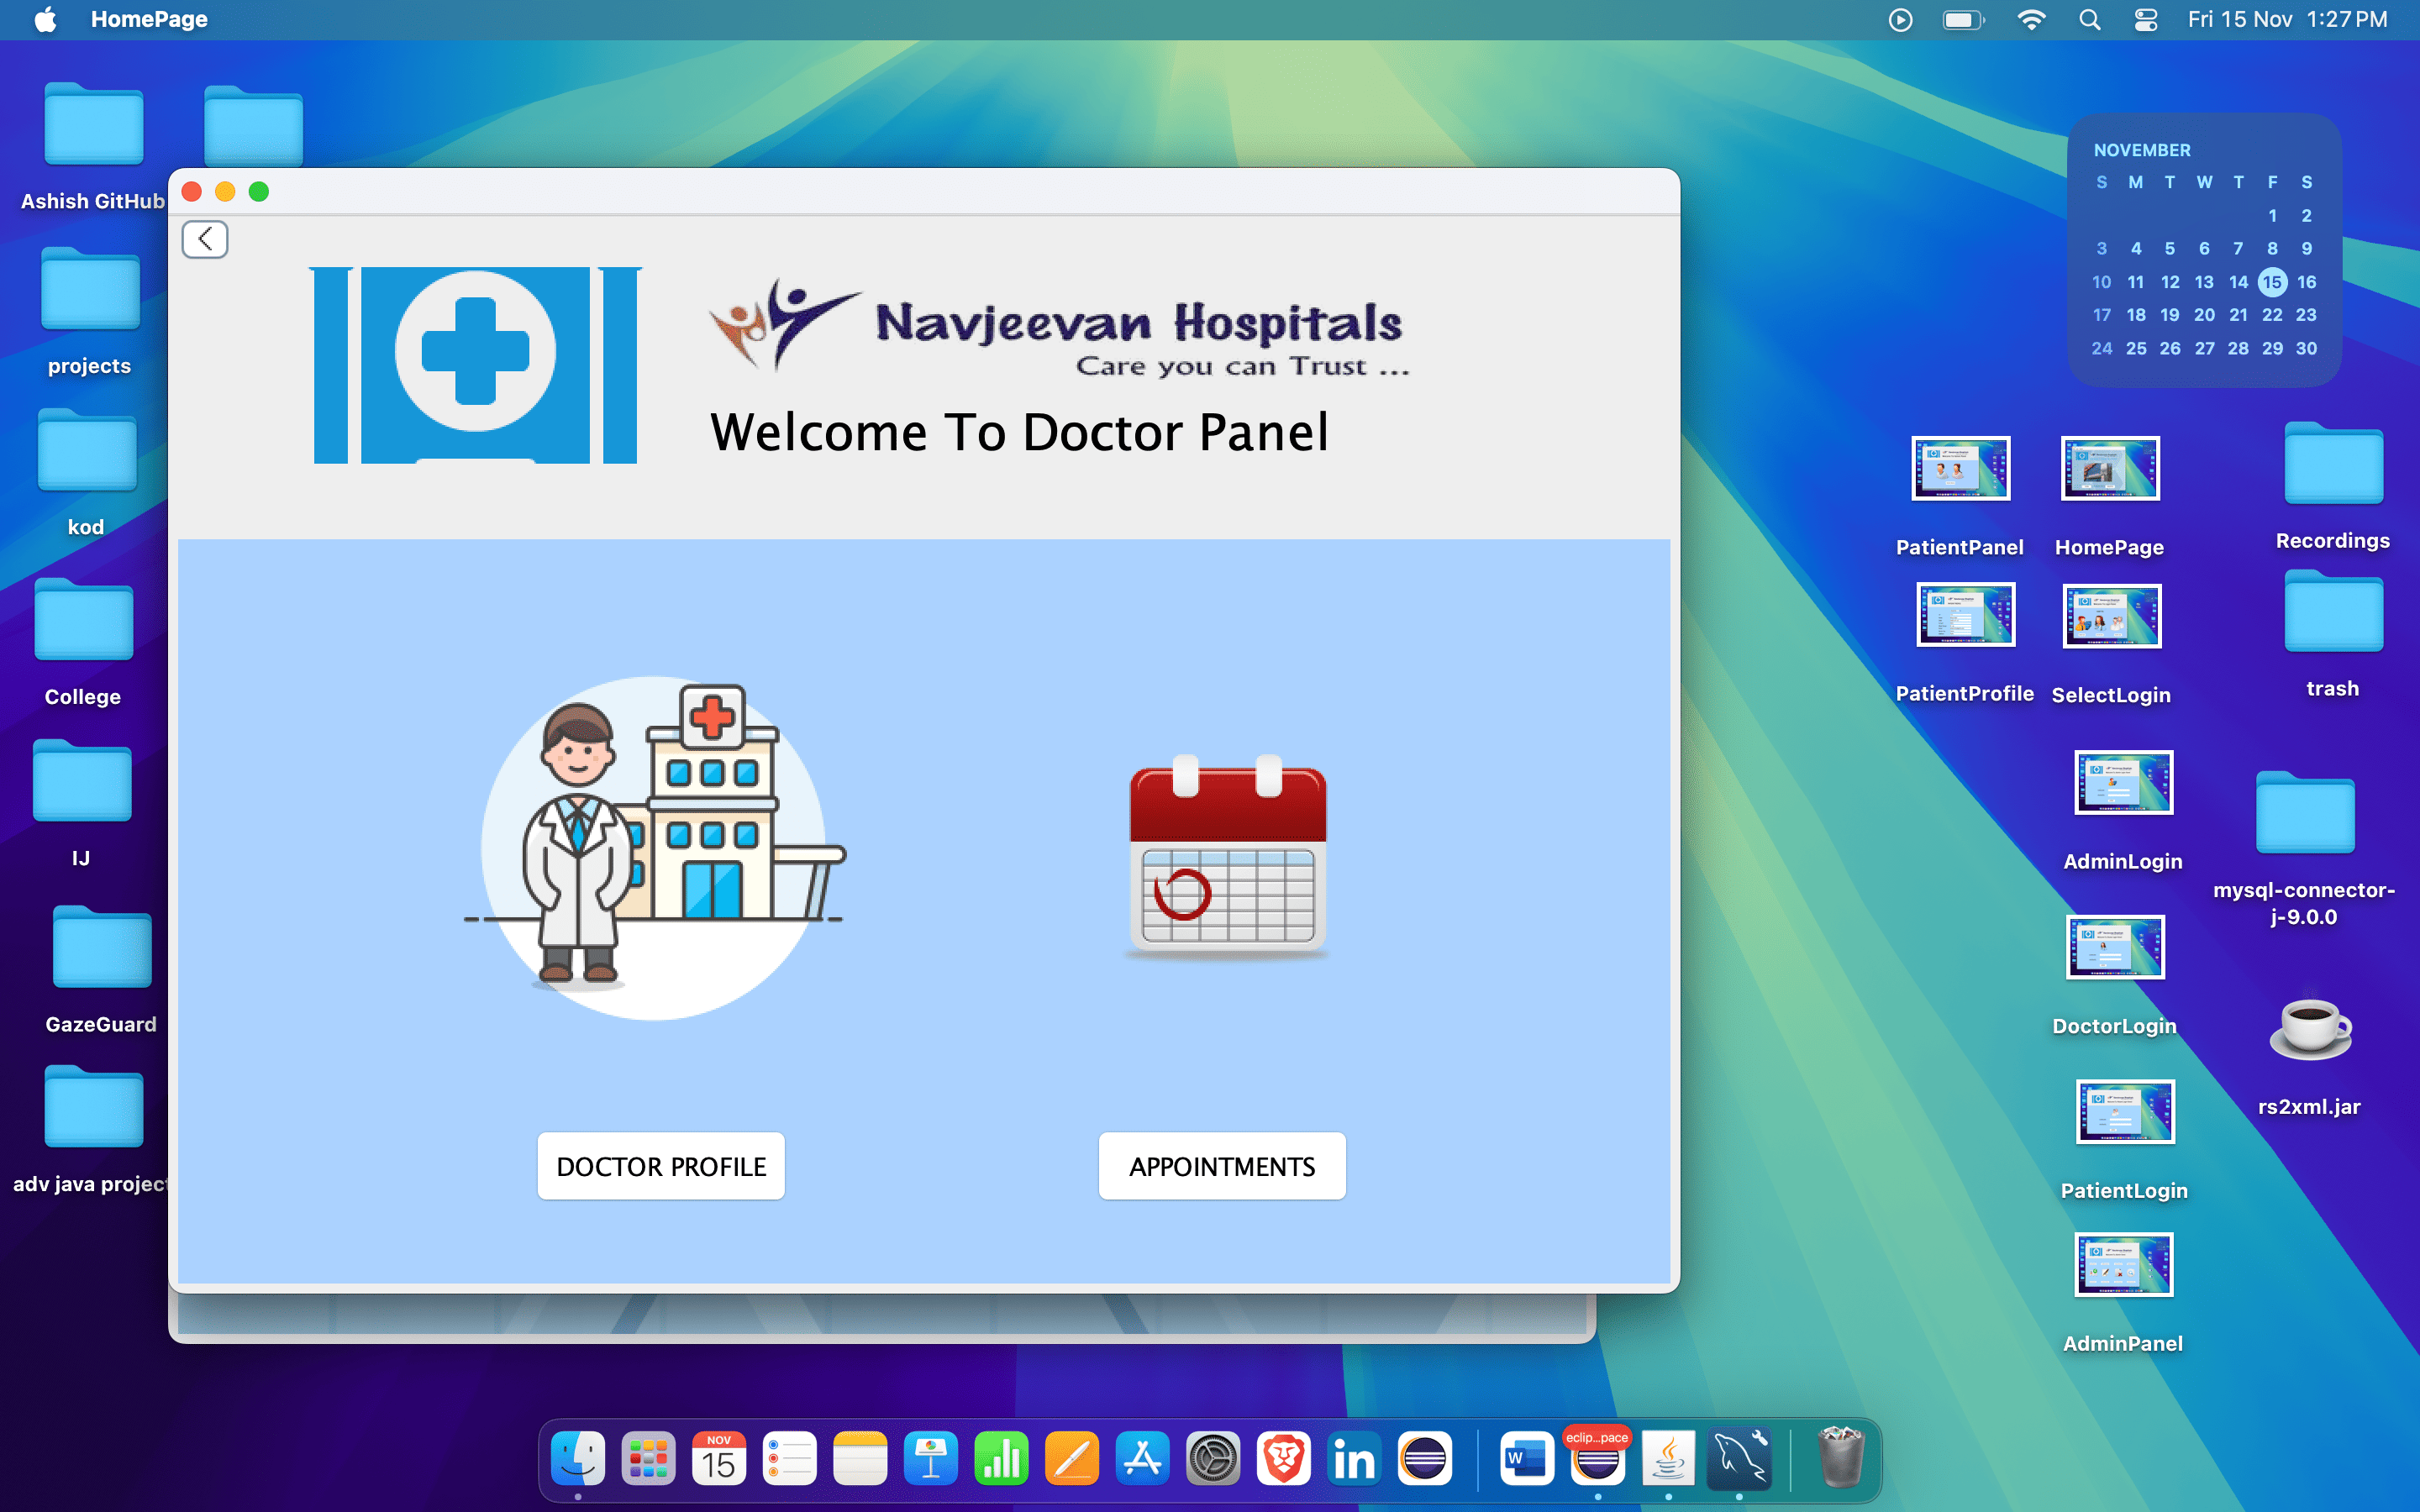 HomePage
Fri 15 Nov 1:27 PM
Ashish GitHub
projects
kod
College
IJ
GazeGuard
adv java project
Navjeevan Hospitals
Care you can Trust ...
Welcome To Doctor Panel
DOCTOR PROFILE
APPOINTMENTS
NOVEMBER
S M T W T F S
1 2
3 4 5 6 7 8 9
10 11 12 13 14 15 16
17 18 19 20 21 22 23
24 25 26 27 28 29 30
PatientPanel
HomePage
Recordings
PatientProfile
SelectLogin
trash
AdminLogin
mysql-connector-
j-9.0.0
DoctorLogin
rs2xml.jar
PatientLogin
AdminPanel
NOV
15
in
W
eclip...pace